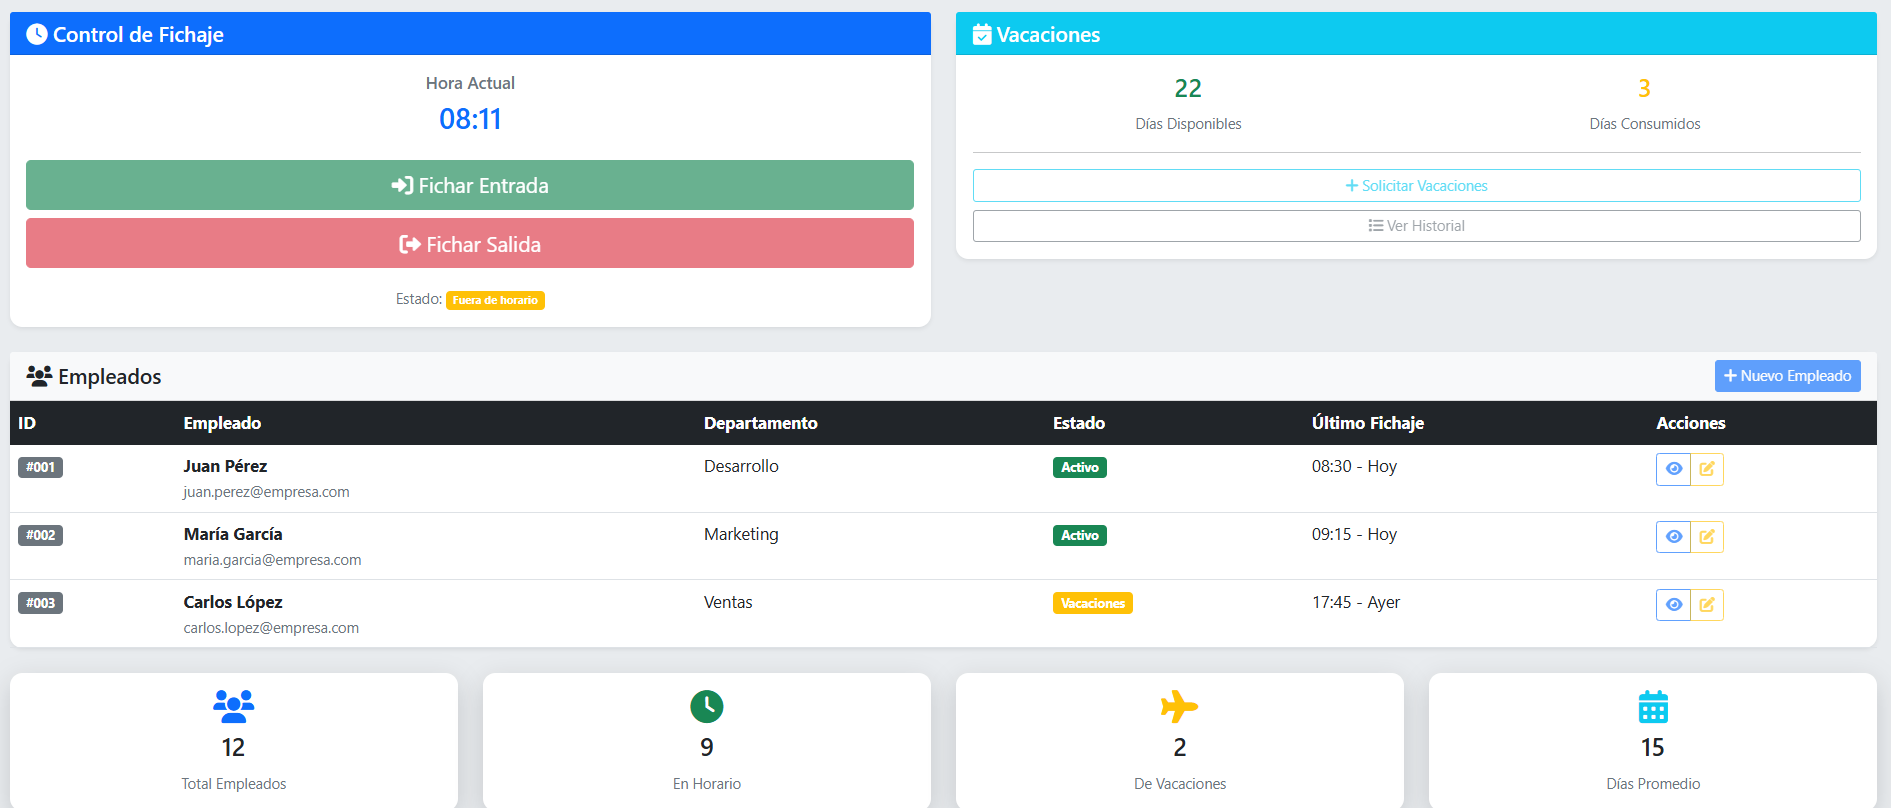 Control de Fichaje
Hora Actual
08:11
Fichar Entrada
Fichar Salida
Estado: Fuera de horario
Vacaciones
22
Días Disponibles
3
Días Consumidos
+ Solicitar Vacaciones
Ver Historial
Empleados
+ Nuevo Empleado
ID Empleado Departamento Estado Último Fichaje Acciones
#001 Juan Pérez Desarrollo Activo 08:30 - Hoy
juan.perez@empresa.com
#002 María García Marketing Activo 09:15 - Hoy
maria.garcia@empresa.com
#003 Carlos López Ventas Vacaciones 17:45 - Ayer
carlos.lopez@empresa.com
12
Total Empleados
9
En Horario
2
De Vacaciones
15
Días Promedio